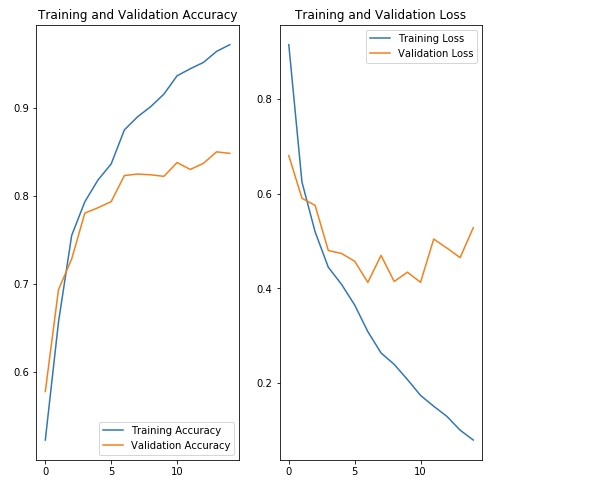 Training and Validation Accuracy
0.9
0.8
0.7
0.6
0
5
10
Training Accuracy
Validation Accuracy
Training and Validation Loss
Training Loss
Validation Loss
0.8
0.6
0.4
0.2
0
5
10